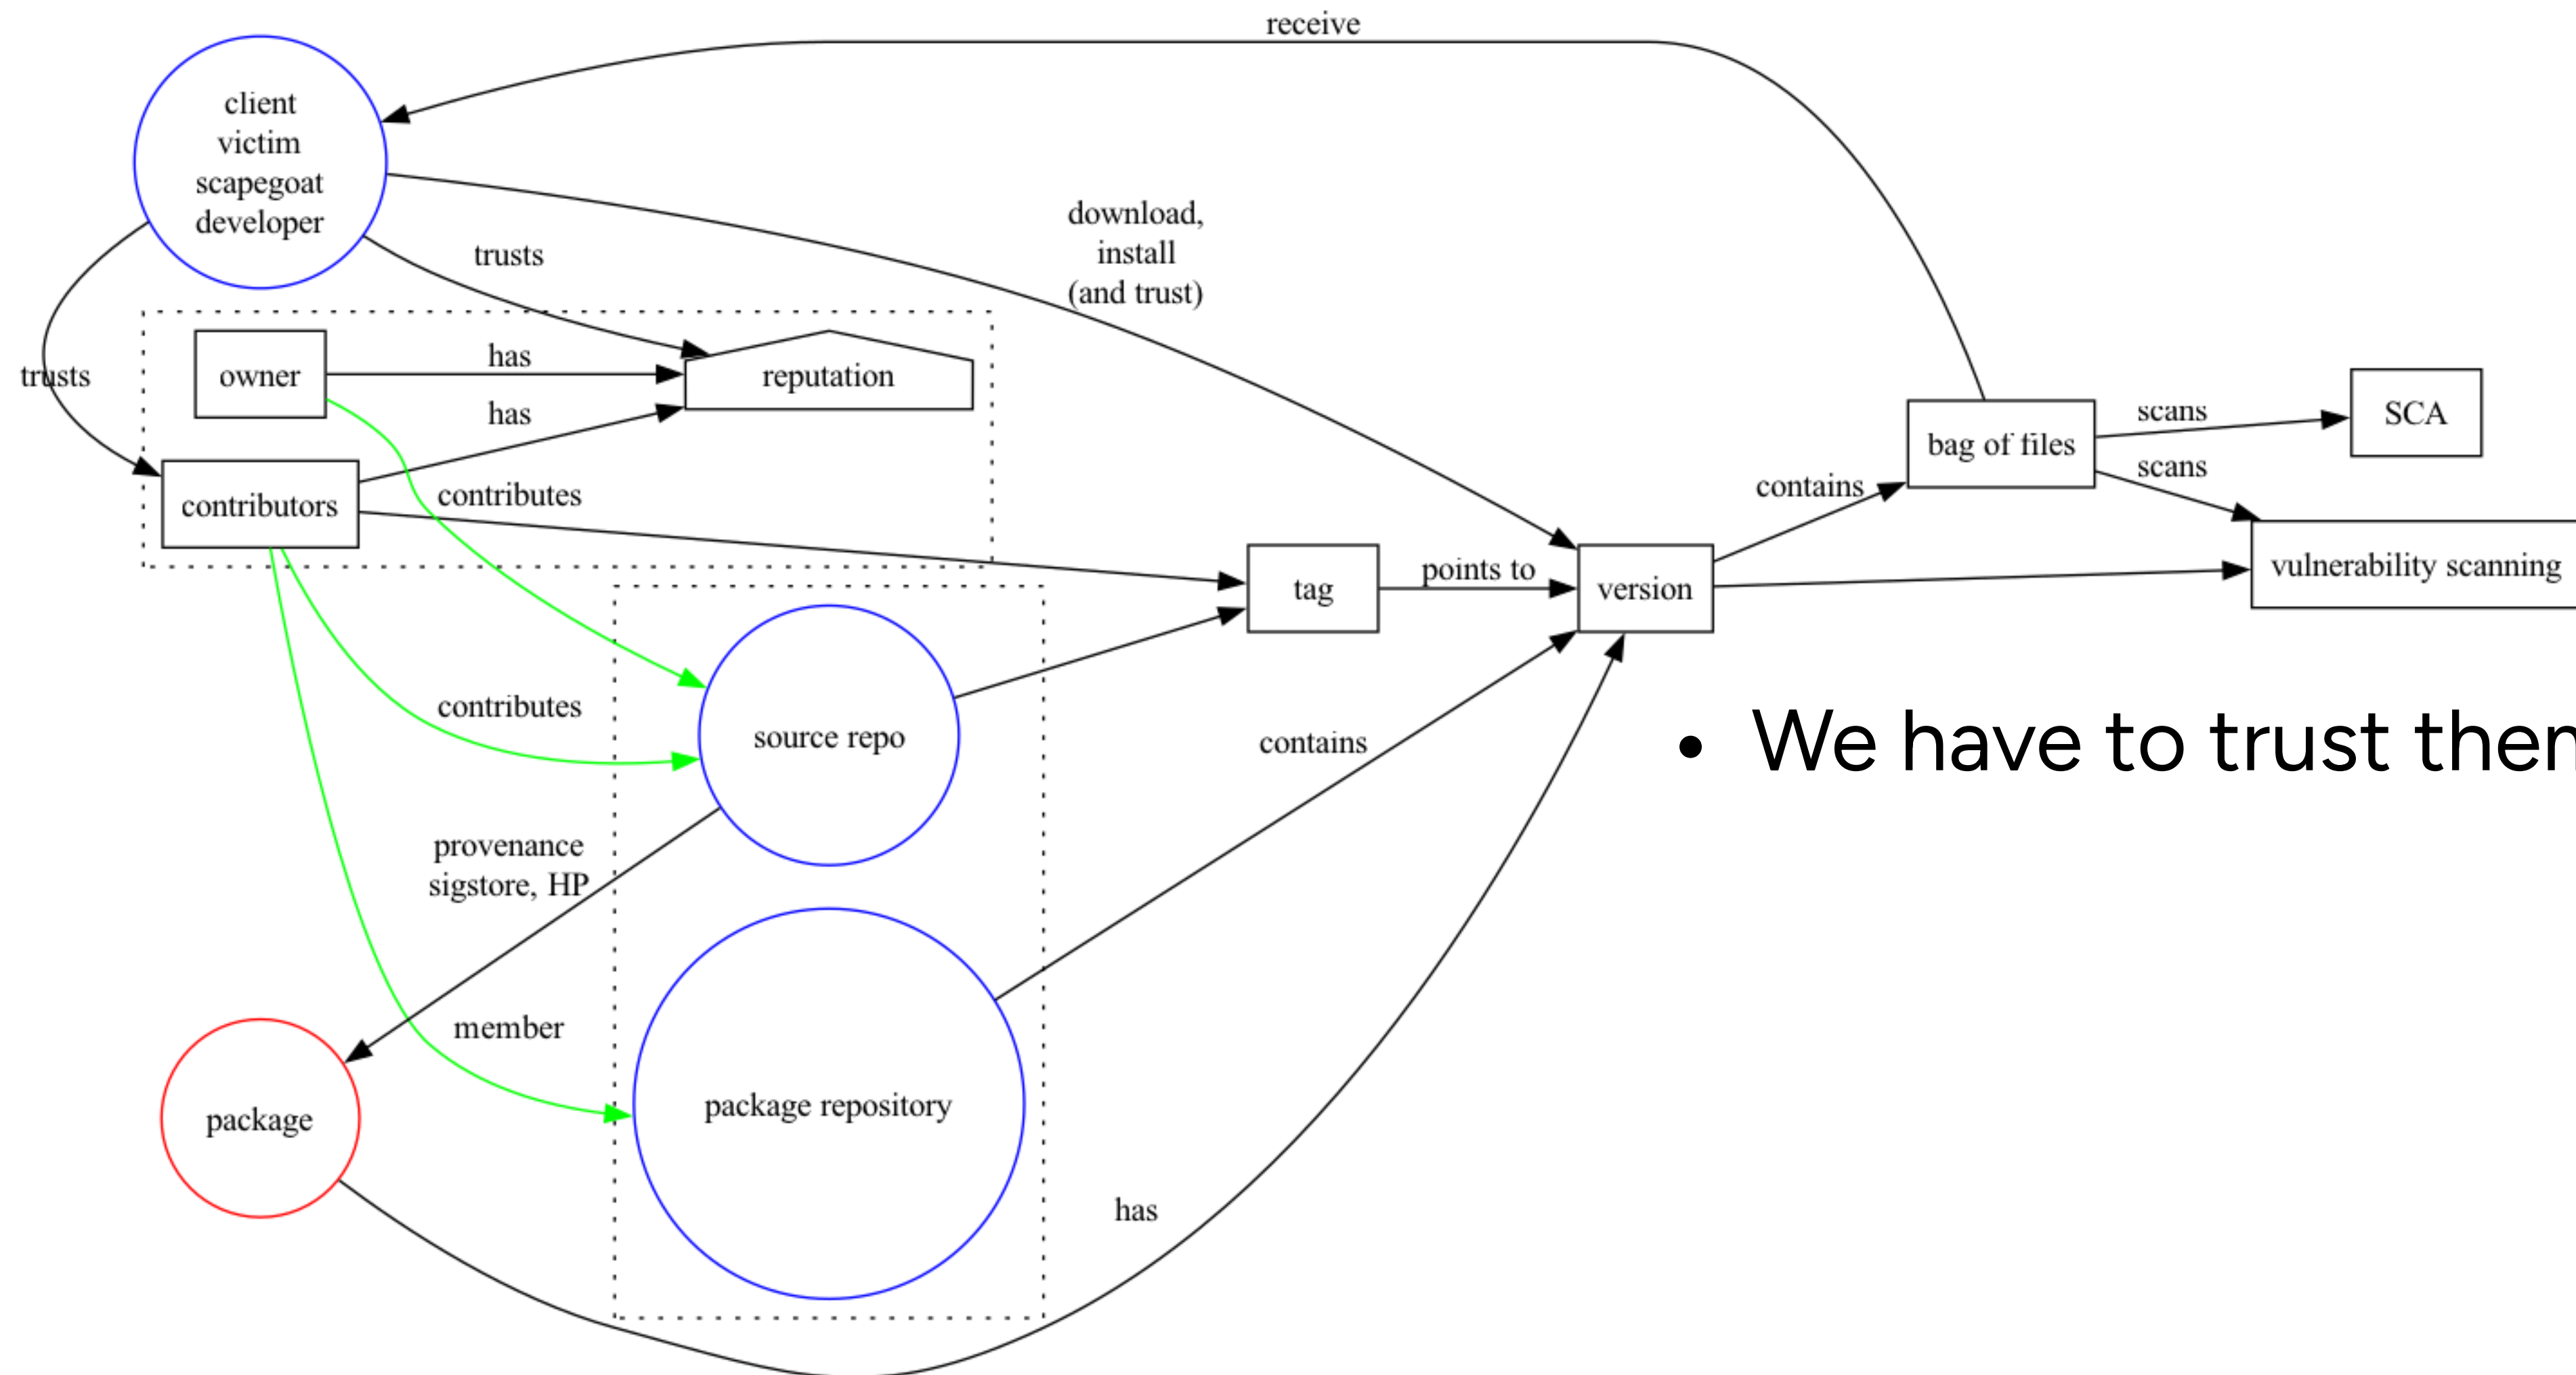 receive
client
victim
scapegoat
developer
download,
install
(and trust)
trusts
trusts
owner
has
reputation
has
contributors
contributes
SCA
scans
bag of files
scans
contains
vulnerability scanning
tag
points to
version
contributes
source repo
contains
• We have to trust
provenance
sigstore, HP
member
package
package repository
has